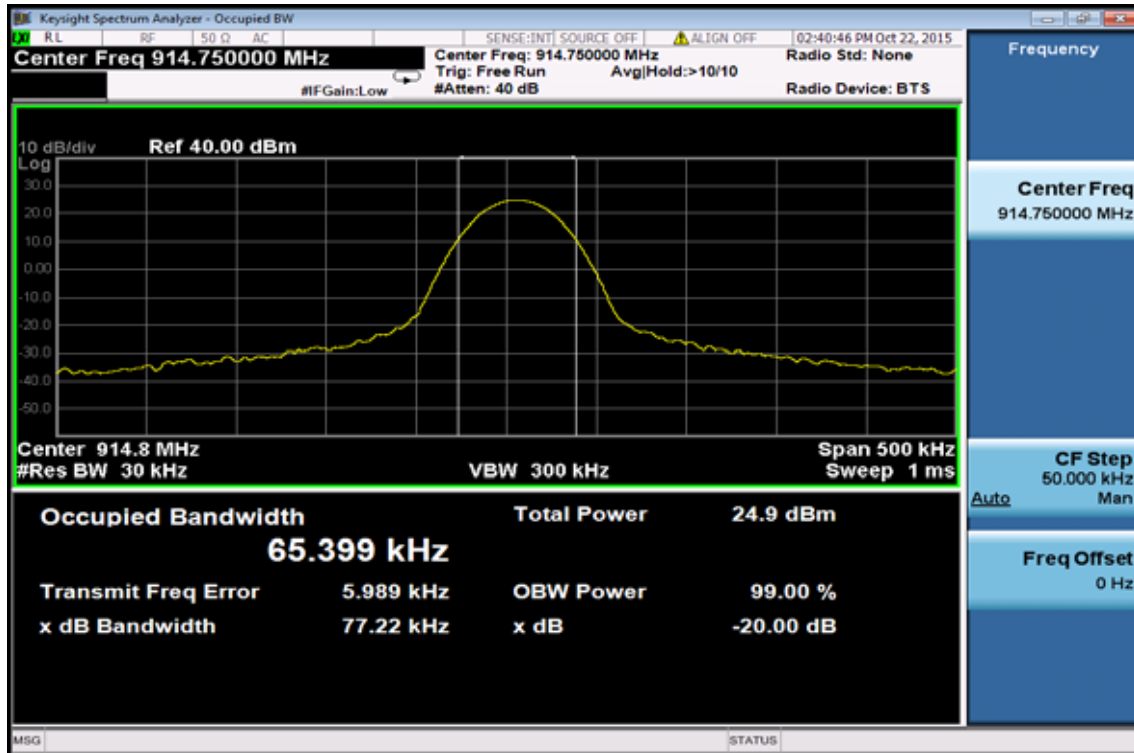 Keysight Spectrum Analyzer - Occupied BW
LXI RL RF 50 Ω AC SENSE:INT SOURCE OFF ALIGN OFF 02:40:46 PM Oct 22, 2015
Center Freq 914.750000 MHz
Center Freq: 914.750000 MHz
Radio Std: None
Trig: Free Run Avg|Hold:>10/10
#IFGain:Low
#Atten: 40 dB
Radio Device: BTS
10 dB/div Ref 40.00 dBm
Log
30.0
20.0
10.0
0.00
-10.0
-20.0
-30.0
-40.0
-50.0
Center 914.8 MHz Span 500 kHz
#Res BW 30 kHz VBW 300 kHz Sweep 1 ms
Occupied Bandwidth Total Power 24.9 dBm
65.399 kHz
Transmit Freq Error 5.989 kHz OBW Power 99.00 %
x dB Bandwidth 77.22 kHz x dB -20.00 dB
MSG STATUS
Frequency
Center Freq
914.750000 MHz
CF Step
50.000 kHz
Auto Man
Freq Offset
0 Hz